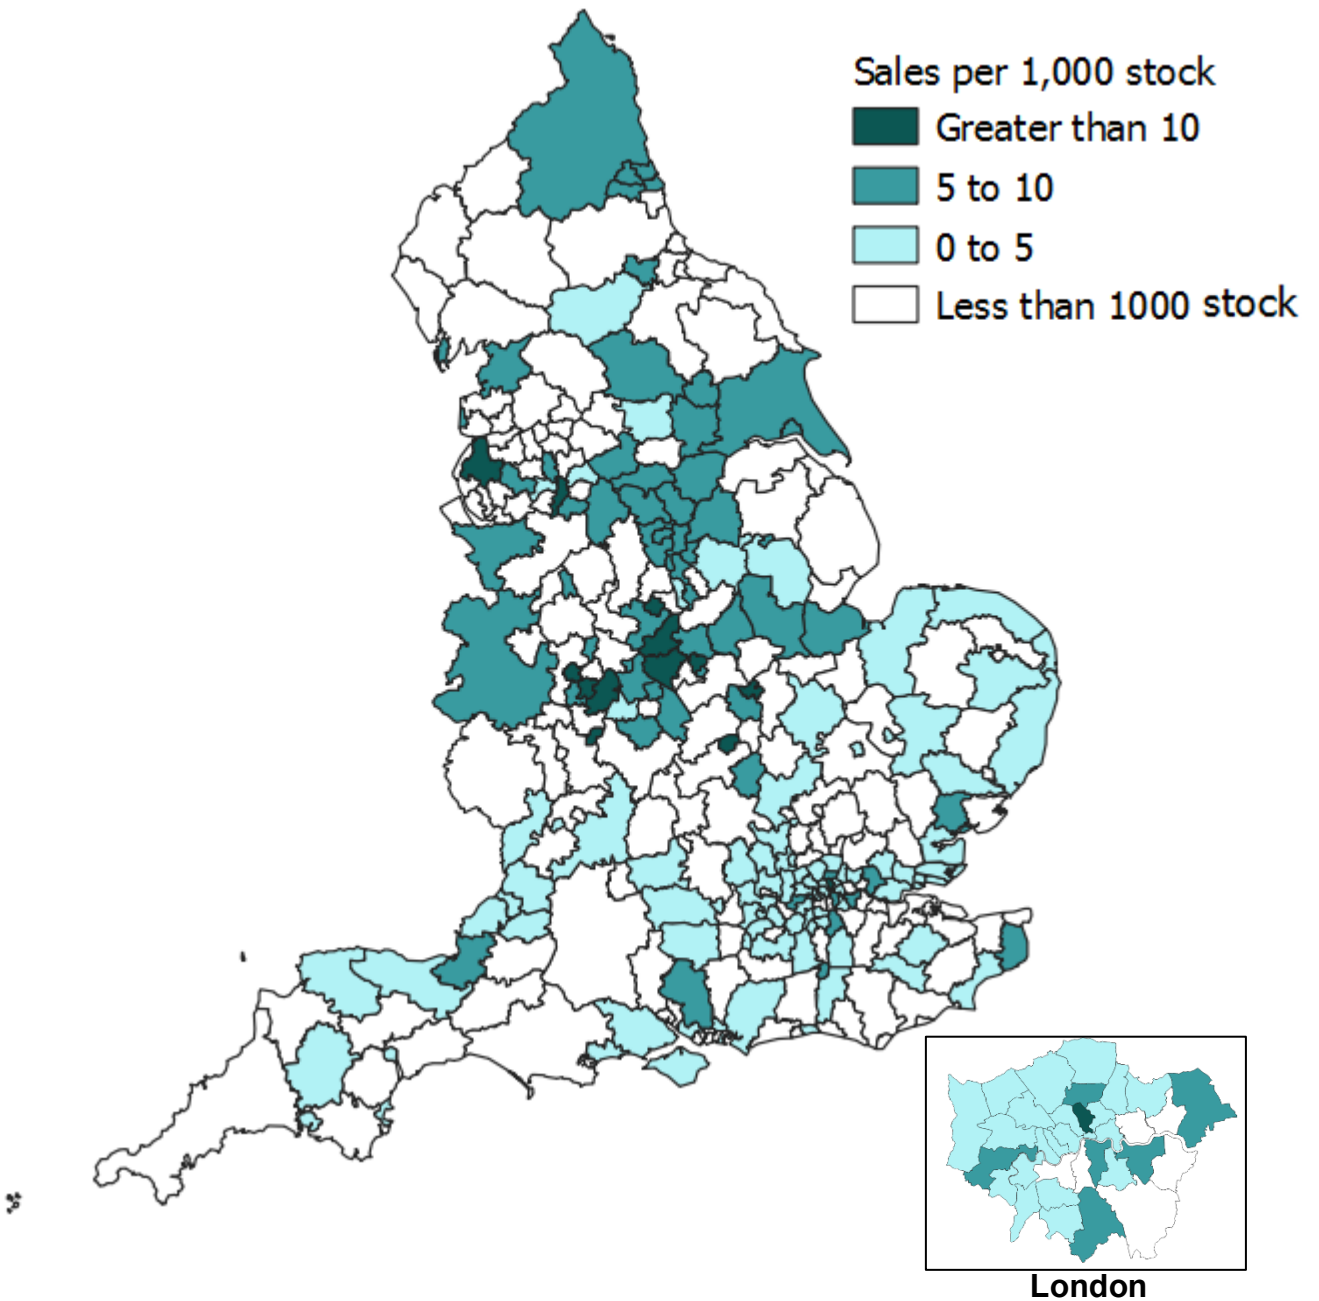 Sales per 1,000 stock
Greater than 10
5 to 10
0 to 5
Less than 1000 stock
London